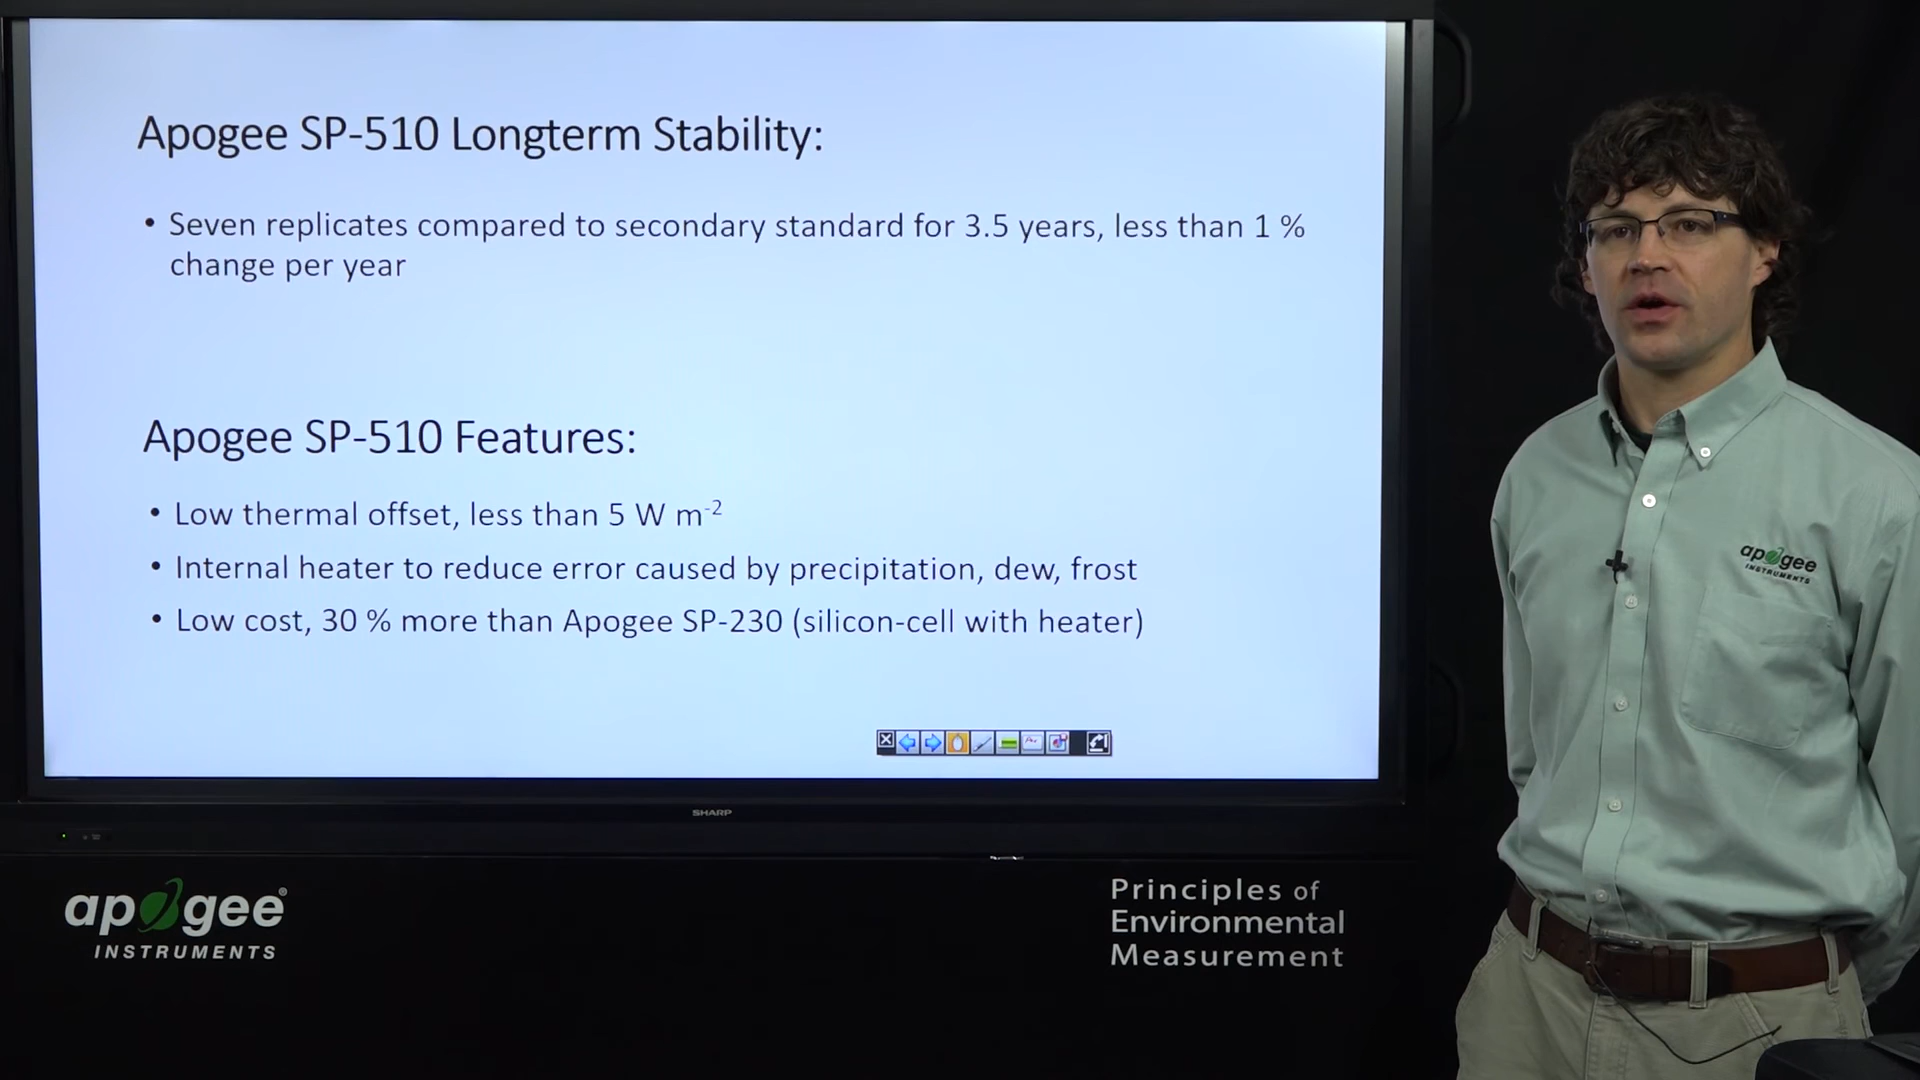 Apogee SP-510 Longterm Stability:
• Seven replicates compared to secondary standard for 3.5 years, less than 1 %
change per year
Apogee SP-510 Features:
• Low thermal offset, less than 5 W m⁻²
• Internal heater to reduce error caused by precipitation, dew, frost
• Low cost, 30 % more than Apogee SP-230 (silicon-cell with heater)
SHARP
apogee®
INSTRUMENTS
Principles of
Environmental
Measurement
apogee
INSTRUMENTS